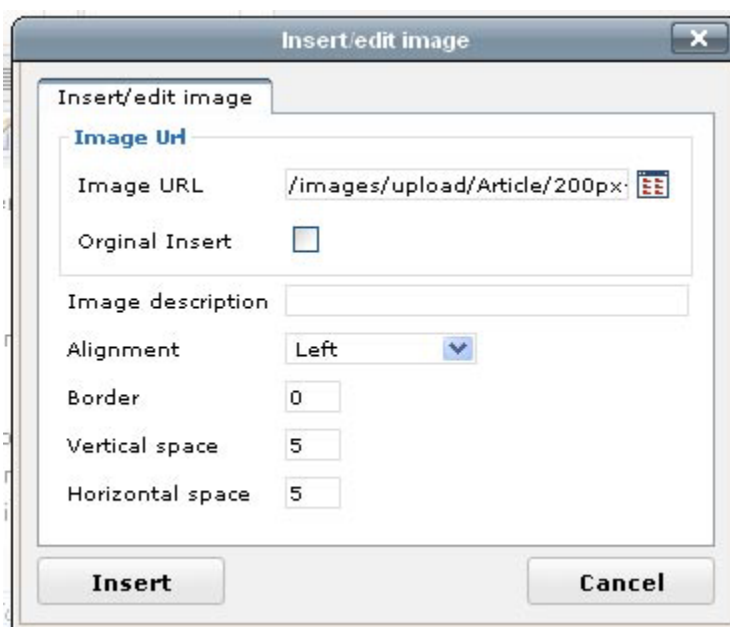 Insert/edit image
Insert/edit image
Image Url
Image URL /images/upload/Article/200px-
Orginal Insert
Image description
Alignment Left
Border 0
Vertical space 5
Horizontal space 5
Insert Cancel